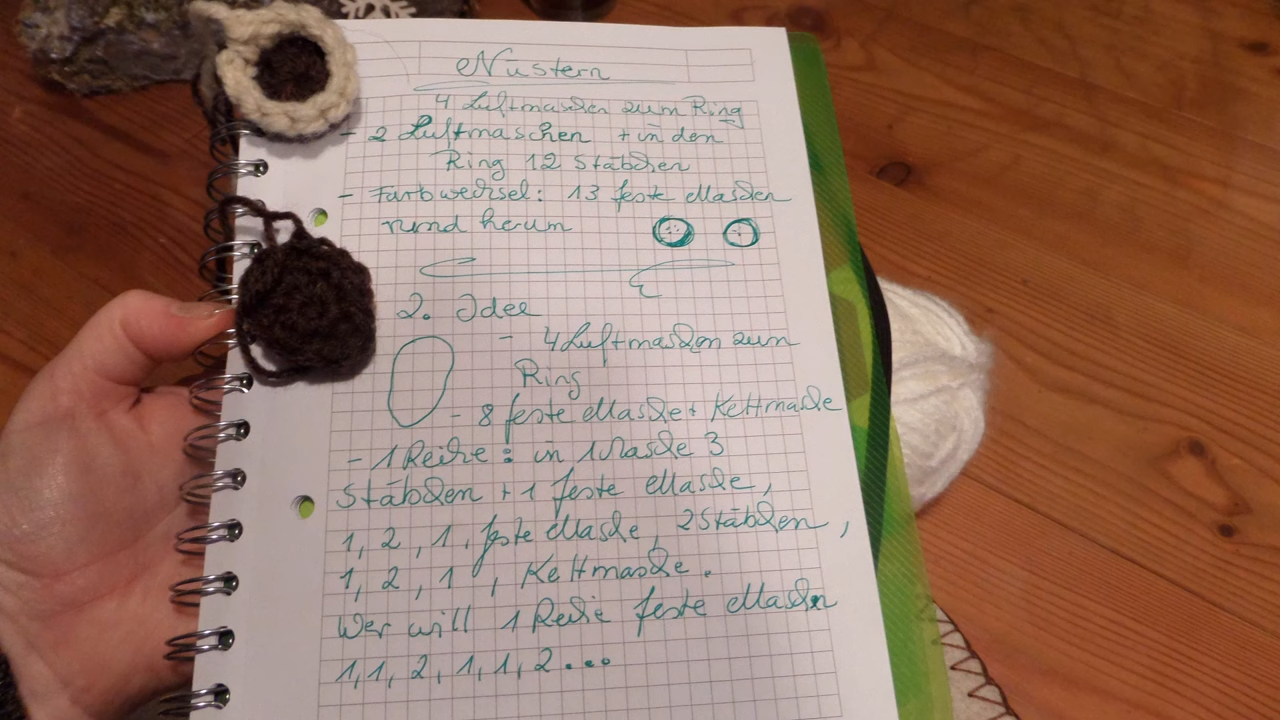 Nüstern
4 Luftmaschen zum Ring
- 2 Luftmaschen + in den
Ring 12 Stäbchen
- Farbwechsel: 13 feste Maschen
rund herum
2. Idee
- 4 Luftmaschen zum
Ring
- 8 feste Masche + Kettmasche
- 1 Reihe: in 1 Masche 3
Stäbchen + 1 feste Masche,
1, 2, 1, feste Masche, 2 Stäbchen,
1, 2, 1, Kettmasche.
Wer will 1 Reihe feste Maschen
1, 1, 2, 1, 1, 2...